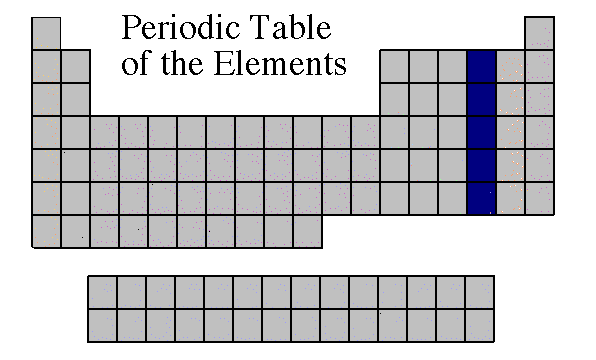 Periodic Table
of the Elements